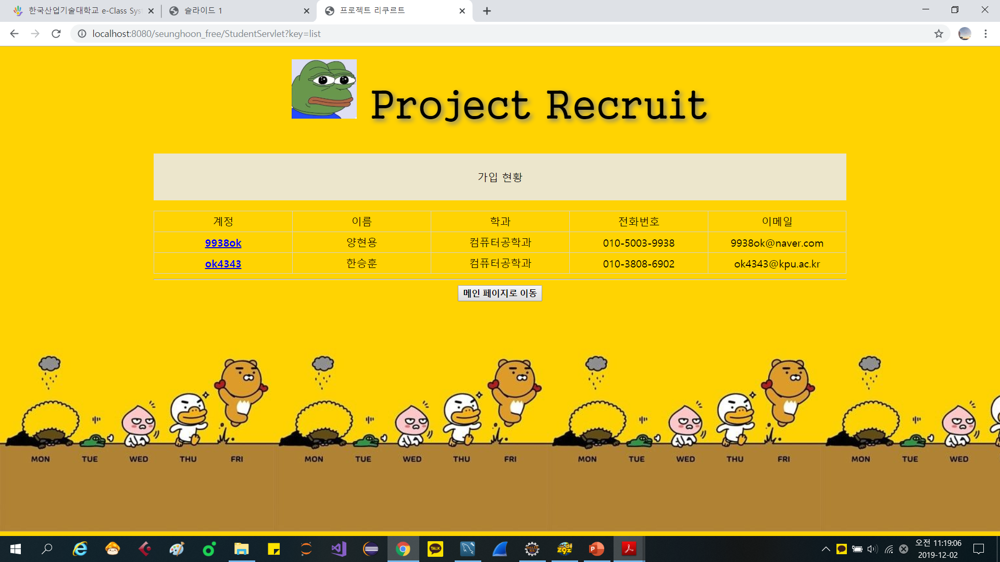 한국산업기술대학교 e-Class Sys
슬라이드 1
프로젝트 리쿠르트
localhost:8080/seunghoon_free/StudentServlet?key=list
Project Recruit
가입 현황
계정 이름 학과 전화번호 이메일
9938ok 양현용 컴퓨터공학과 010-5003-9938 9938ok@naver.com
ok4343 한승훈 컴퓨터공학과 010-3808-6902 ok4343@kpu.ac.kr
메인 페이지로 이동
MON TUE WED THU FRI MON TUE WED THU FRI MON TUE WED THU FRI MON TUE WED
TALK
오전 11:19:06
2019-12-02